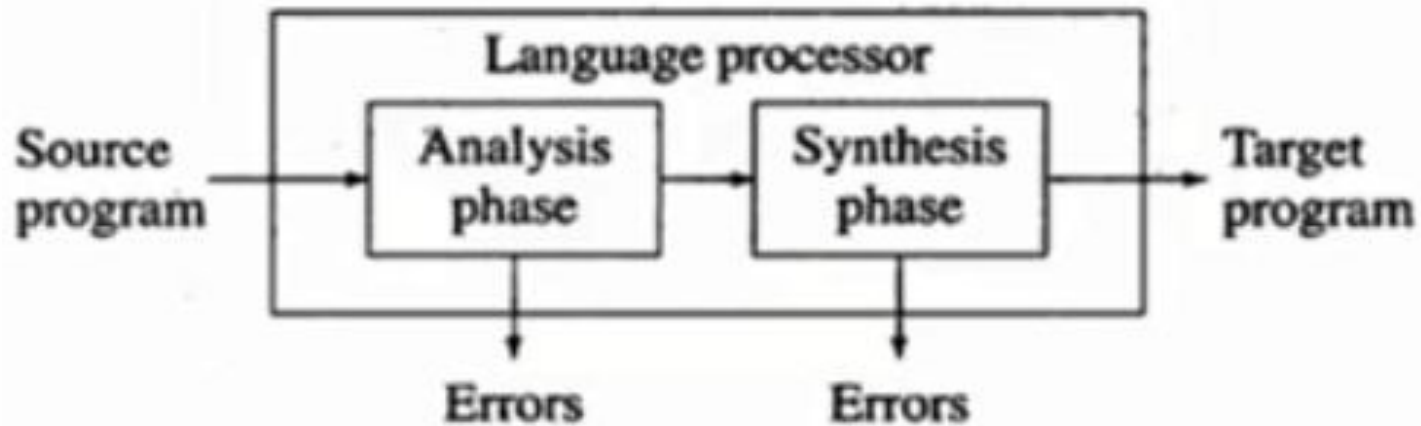 Language processor
Source
program
Analysis
phase
Synthesis
phase
Target
program
Errors
Errors